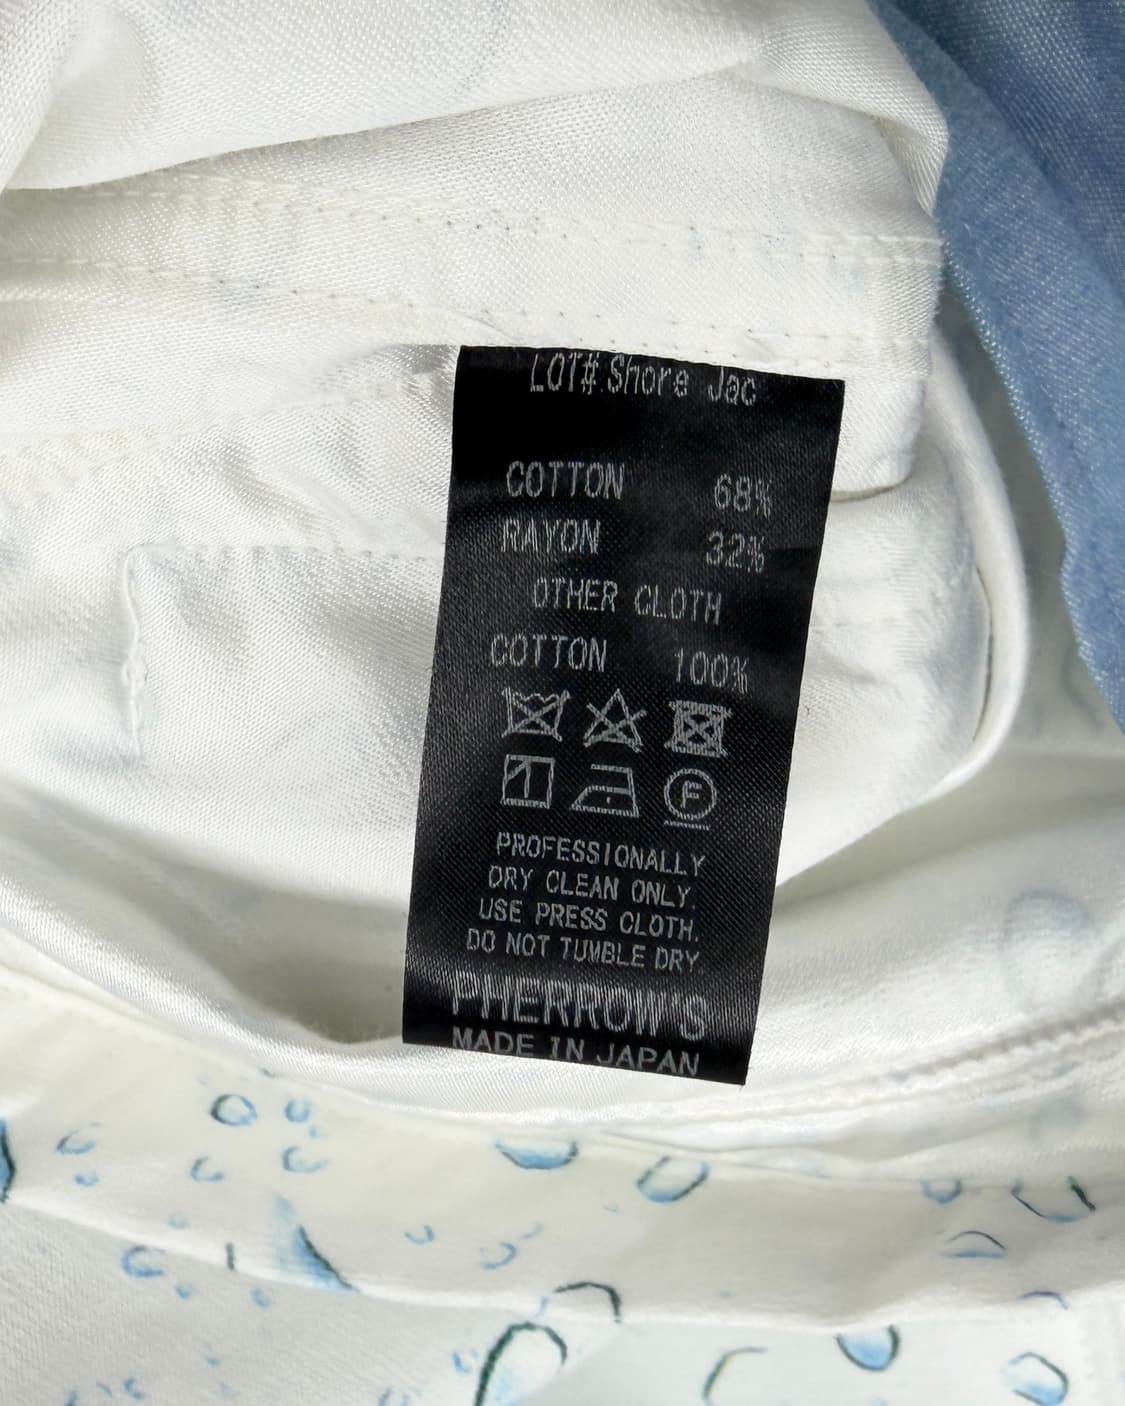 LOT#.Shore Jac
COTTON 68%
RAYON 32%
OTHER CLOTH
COTTON 100%
F
PROFESSIONALLY
DRY CLEAN ONLY.
USE PRESS CLOTH.
DO NOT TUMBLE DRY.
PHERROW'S
MADE IN JAPAN